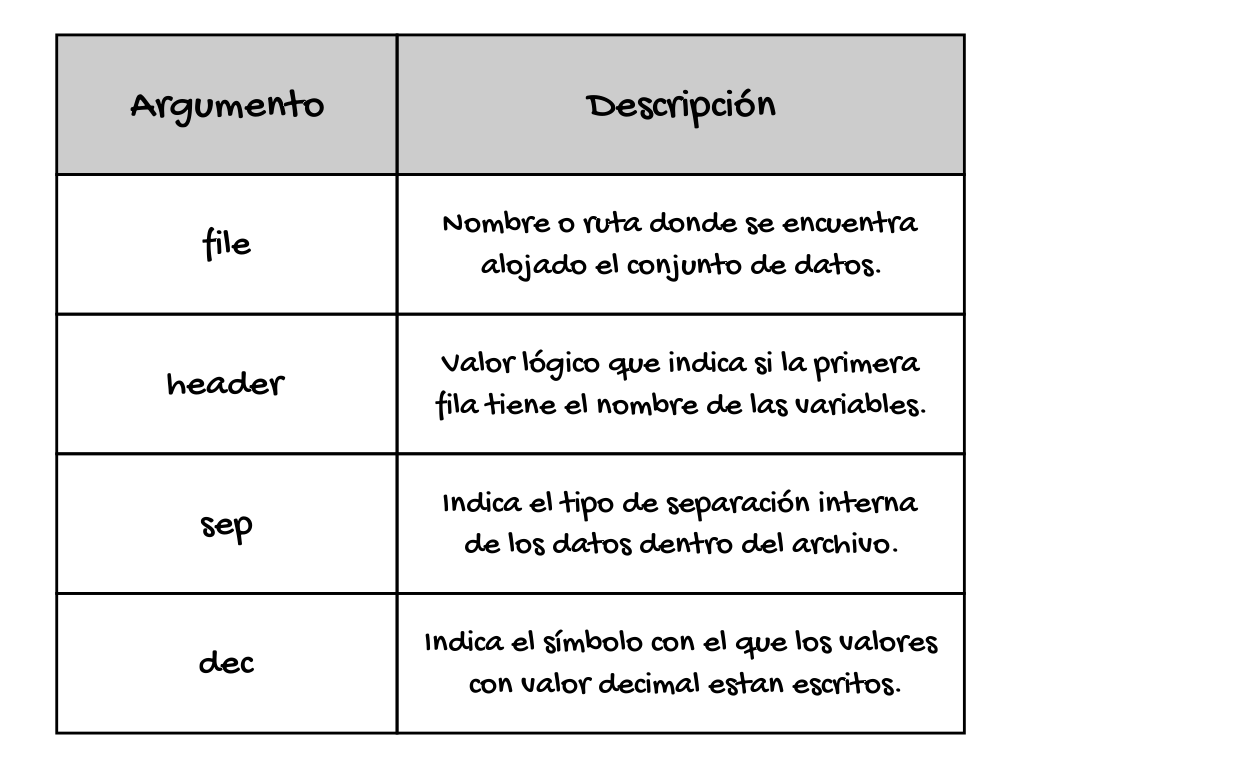 Argumento
Descripción
file
Nombre o ruta donde se encuentra
alojado el conjunto de datos.
header
Valor lógico que indica si la primera
fila tiene el nombre de las variables.
sep
Indica el tipo de separación interna
de los datos dentro del archivo.
dec
Indica el símbolo con el que los valores
con valor decimal estan escritos.